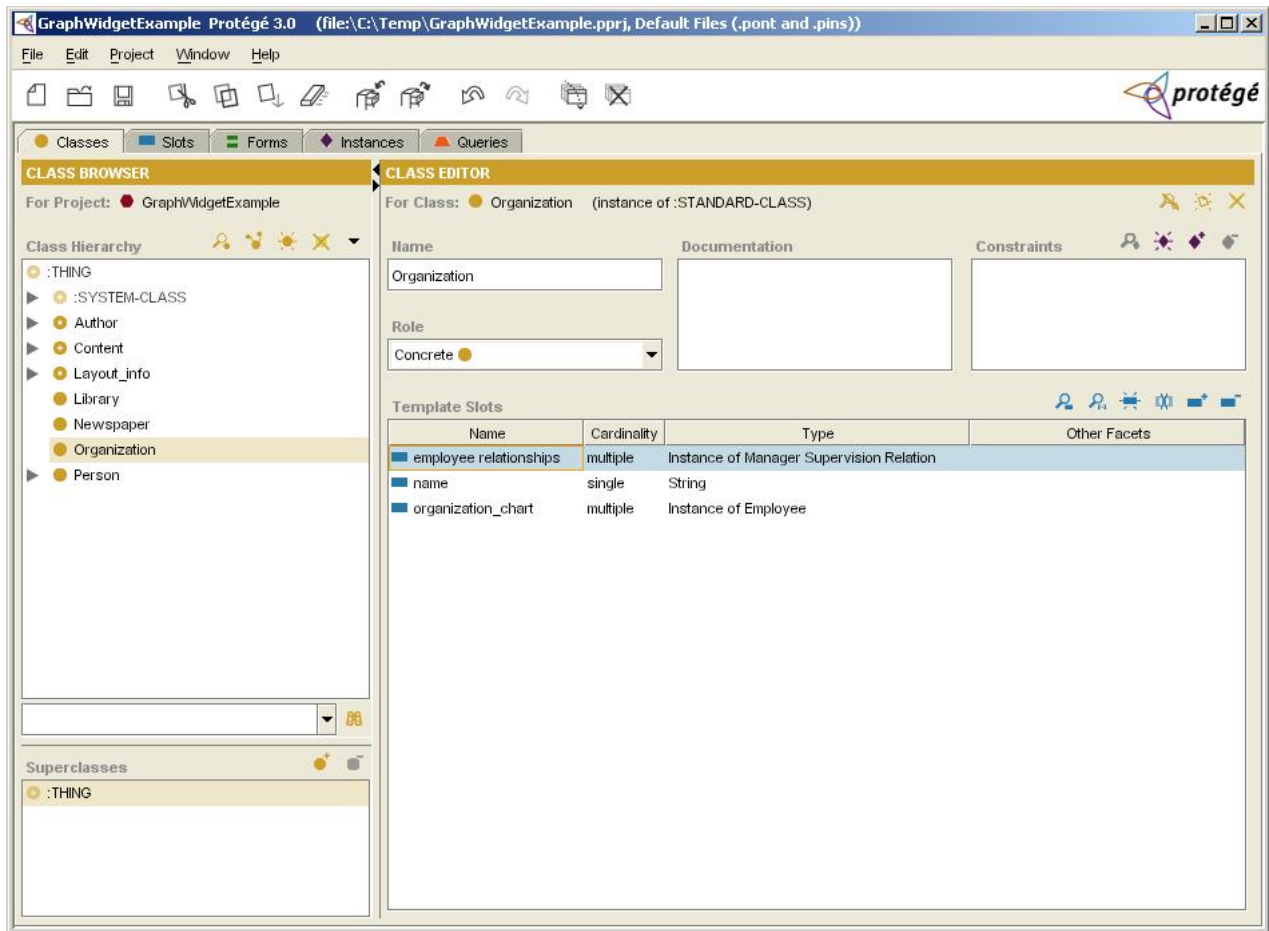 GraphWidgetExample Protégé 3.0 (file:\C:\Temp\GraphWidgetExample.pprj, Default Files (.pont and .pins))
File Edit Project Window Help
protégé
Classes Slots Forms Instances Queries
CLASS BROWSER
For Project: GraphWidgetExample
Class Hierarchy
:THING
:SYSTEM-CLASS
Author
Content
Layout_info
Library
Newspaper
Organization
Person
Superclasses
:THING
CLASS EDITOR
For Class: Organization (instance of :STANDARD-CLASS)
Name Documentation Constraints
Organization
Role
Concrete
Template Slots
Name Cardinality Type Other Facets
employee relationships multiple Instance of Manager Supervision Relation
name single String
organization_chart multiple Instance of Employee